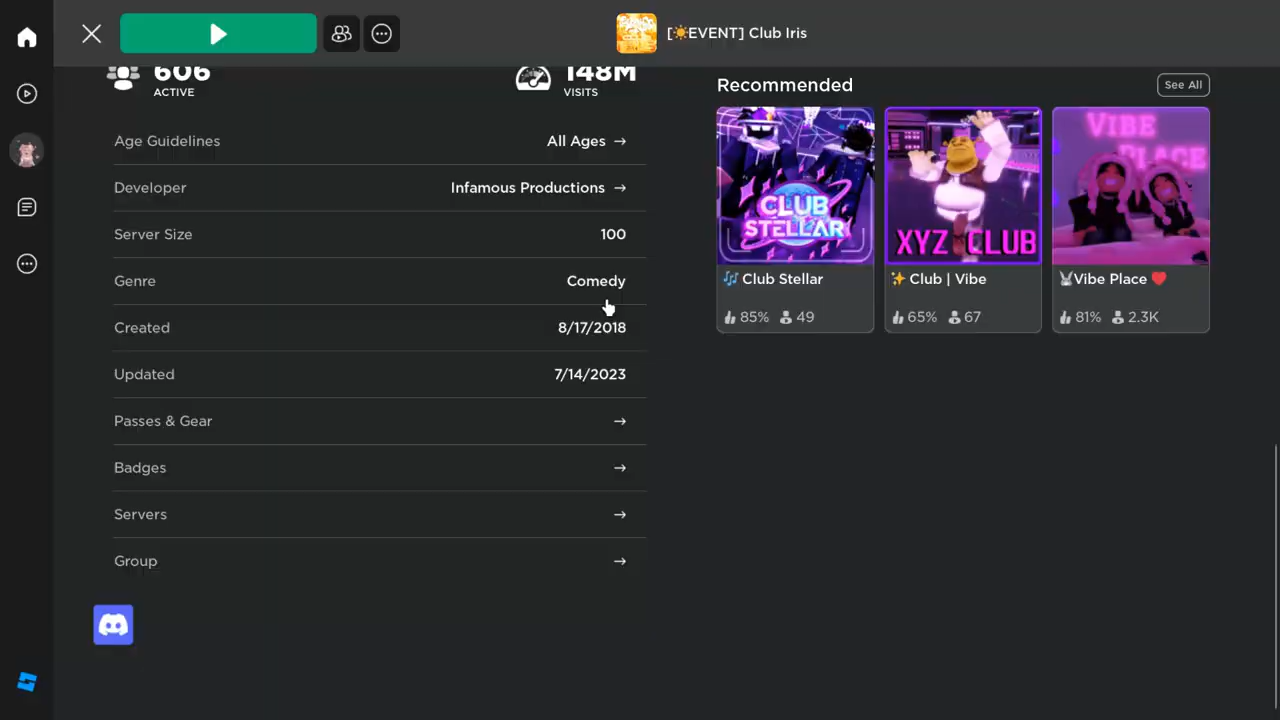 [☀EVENT] Club Iris
606
ACTIVE
148M
VISITS
Age Guidelines All Ages →
Developer Infamous Productions →
Server Size 100
Genre Comedy
Created 8/17/2018
Updated 7/14/2023
Passes & Gear →
Badges →
Servers →
Group →
Recommended
See All
CLUB
STELLAR
🎶 Club Stellar
85% 49
XYZ CLUB
✨ Club | Vibe
65% 67
VIBE
PLACE
🐰Vibe Place ♥
81% 2.3K